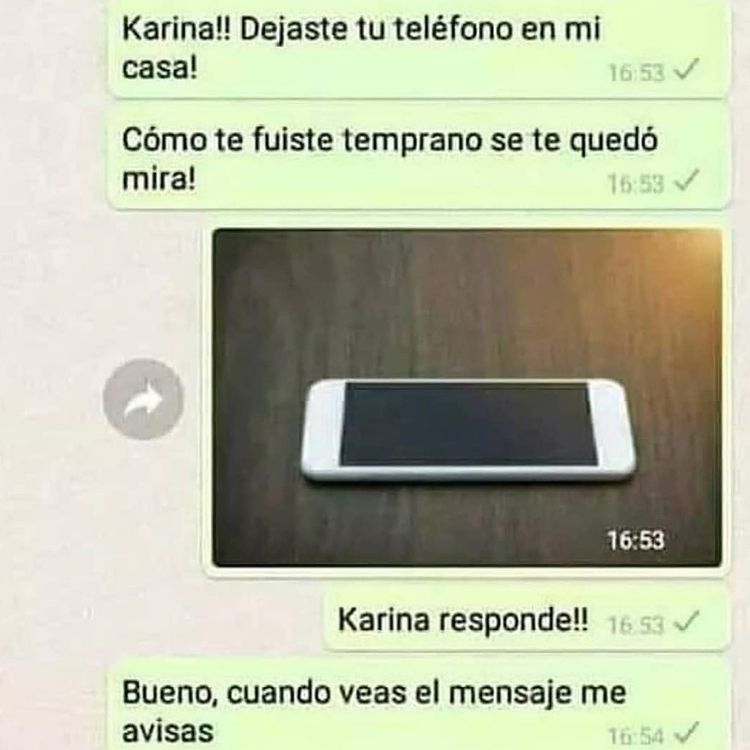 Karina!! Dejaste tu teléfono en mi
casa! 16:53
Cómo te fuiste temprano se te quedó
mira! 16:53
16:53
Karina responde!! 16:53
Bueno, cuando veas el mensaje me
avisas 16:54